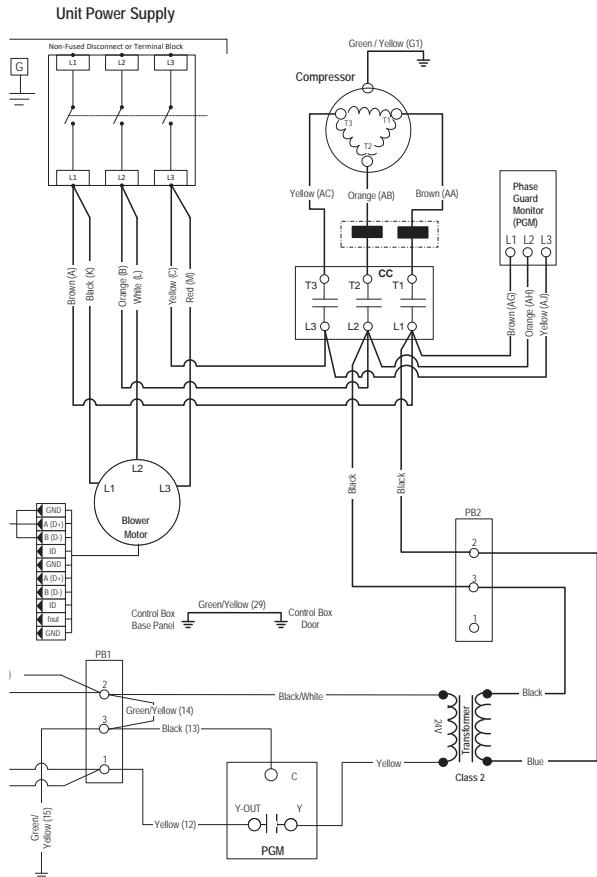 Unit Power Supply
Non-Fused Disconnect or Terminal Block
L1 L2 L3
G
L1 L2 L3
Green / Yellow (G1)
Compressor
T3 T1
T2
Yellow (AC)
Orange (AB)
Brown (AA)
Phase
Guard
Monitor
(PGM)
L1 L2 L3
CC
T3 T2 T1
L3 L2 L1
Brown (A)
Black (K)
Orange (B)
White (L)
Yellow (C)
Red (M)
Brown (AG)
Orange (AH)
Yellow (AJ)
L2
L1 L3
Blower
Motor
Black
Black
GND
A (D+)
B (D-)
ID
GND
A (D+)
B (D-)
ID
fout
GND
PB2
2
3
1
Control Box
Base Panel
Green/Yellow (29)
Control Box
Door
)
PB1
2
3
1
Black/White
Green/Yellow (14)
Black (13)
Green/
Yellow (15)
Yellow (12)
C
Y-OUT Y
PGM
Yellow
24V
Transformer
Class 2
Black
Blue